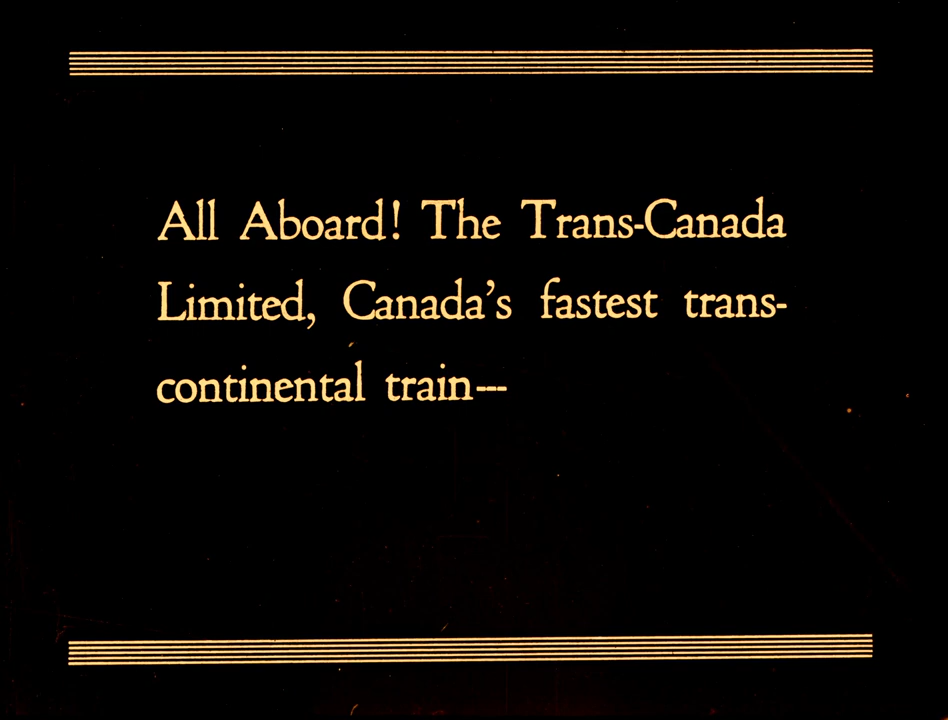 All Aboard! The Trans-Canada
Limited, Canada's fastest trans-
continental train---